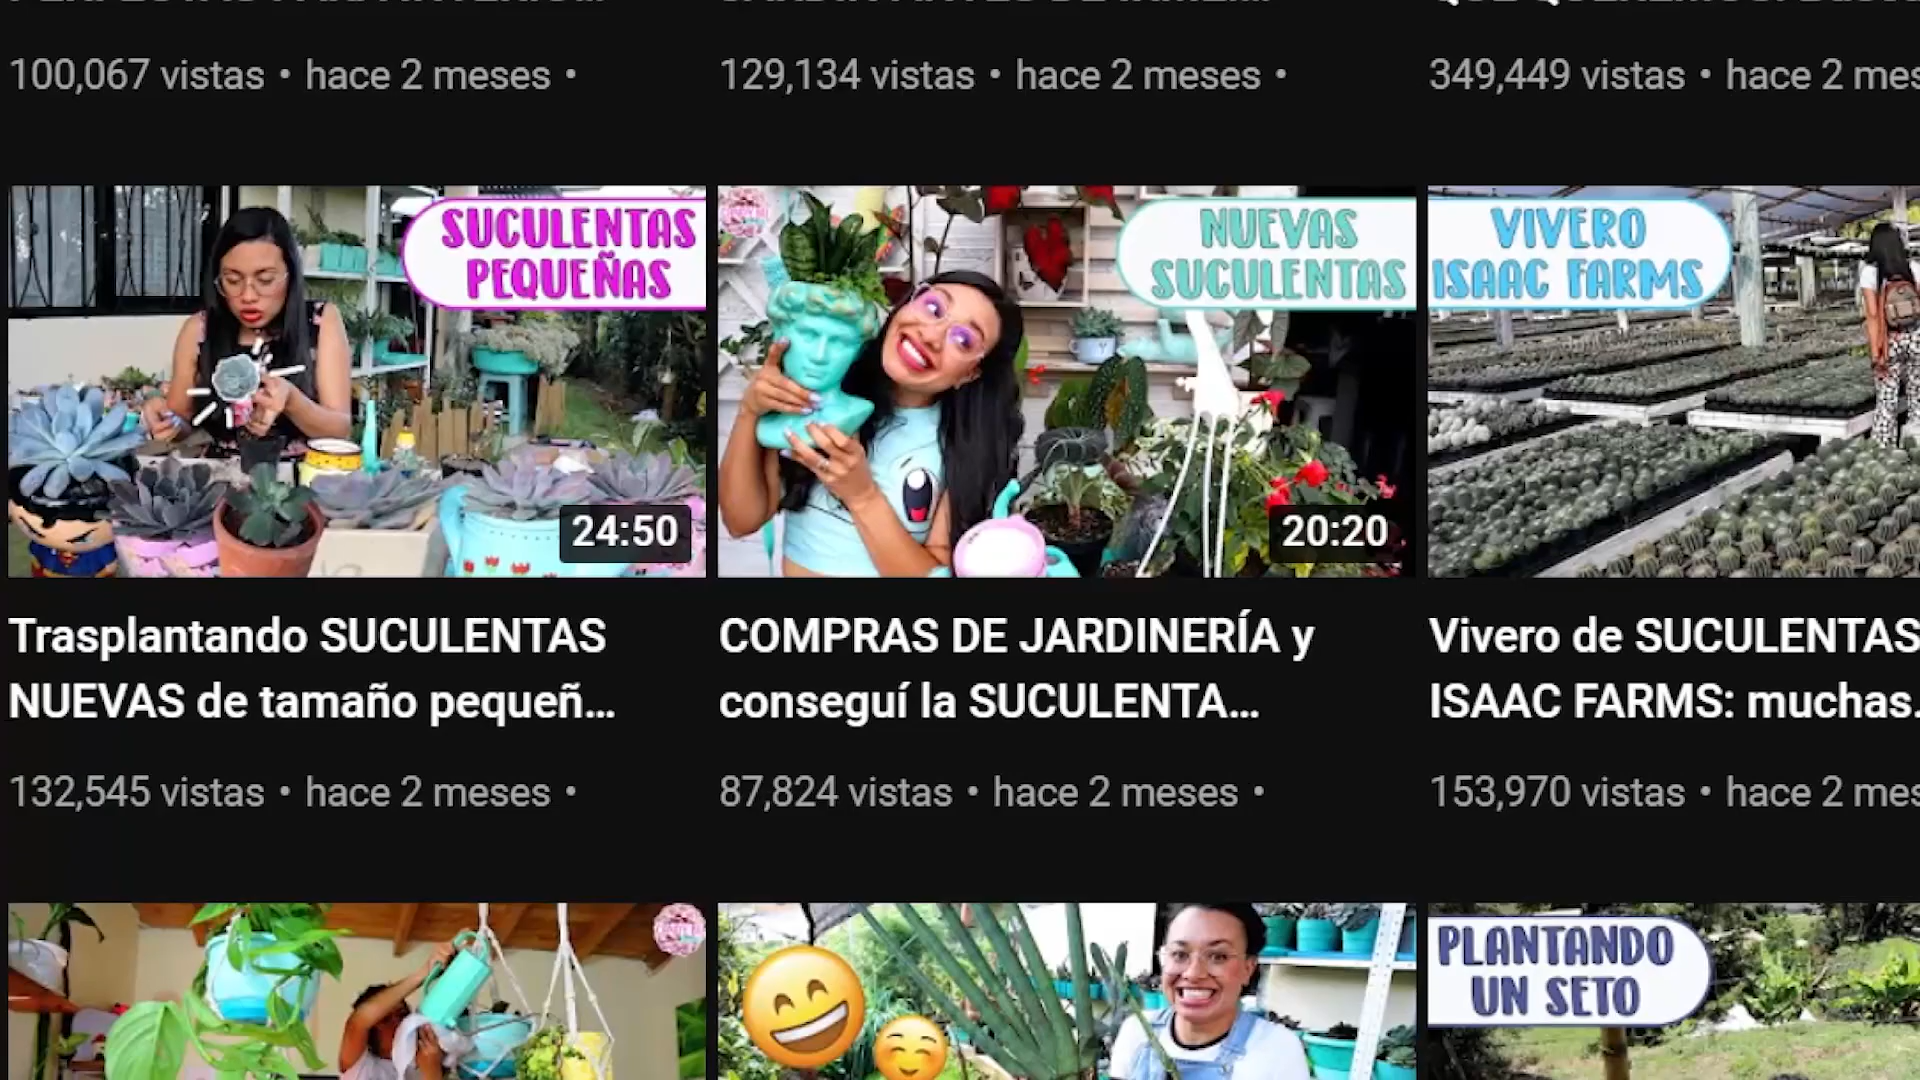 100,067 vistas • hace 2 meses •
129,134 vistas • hace 2 meses •
349,449 vistas • hace 2 mes
SUCULENTAS
PEQUEÑAS
24:50
NUEVAS
SUCULENTAS
20:20
VIVERO
ISAAC FARMS
Trasplantando SUCULENTAS
NUEVAS de tamaño pequeñ...
COMPRAS DE JARDINERÍA y
conseguí la SUCULENTA...
Vivero de SUCULENTAS
ISAAC FARMS: muchas.
132,545 vistas • hace 2 meses •
87,824 vistas • hace 2 meses •
153,970 vistas • hace 2 mes
PLANTANDO
UN SETO